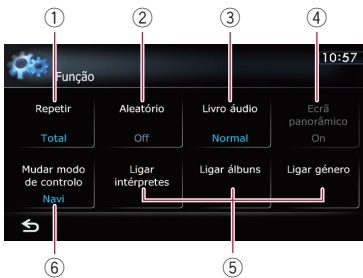 ① ② ③ ④
10:57
Função
Repetir Aleatório Livro áudio Ecrã
panorâmico
Total Off Normal On
Mudar modo
de controlo
Navi
Ligar
intérpretes
Ligar álbuns
Ligar género
⑥ ⑤